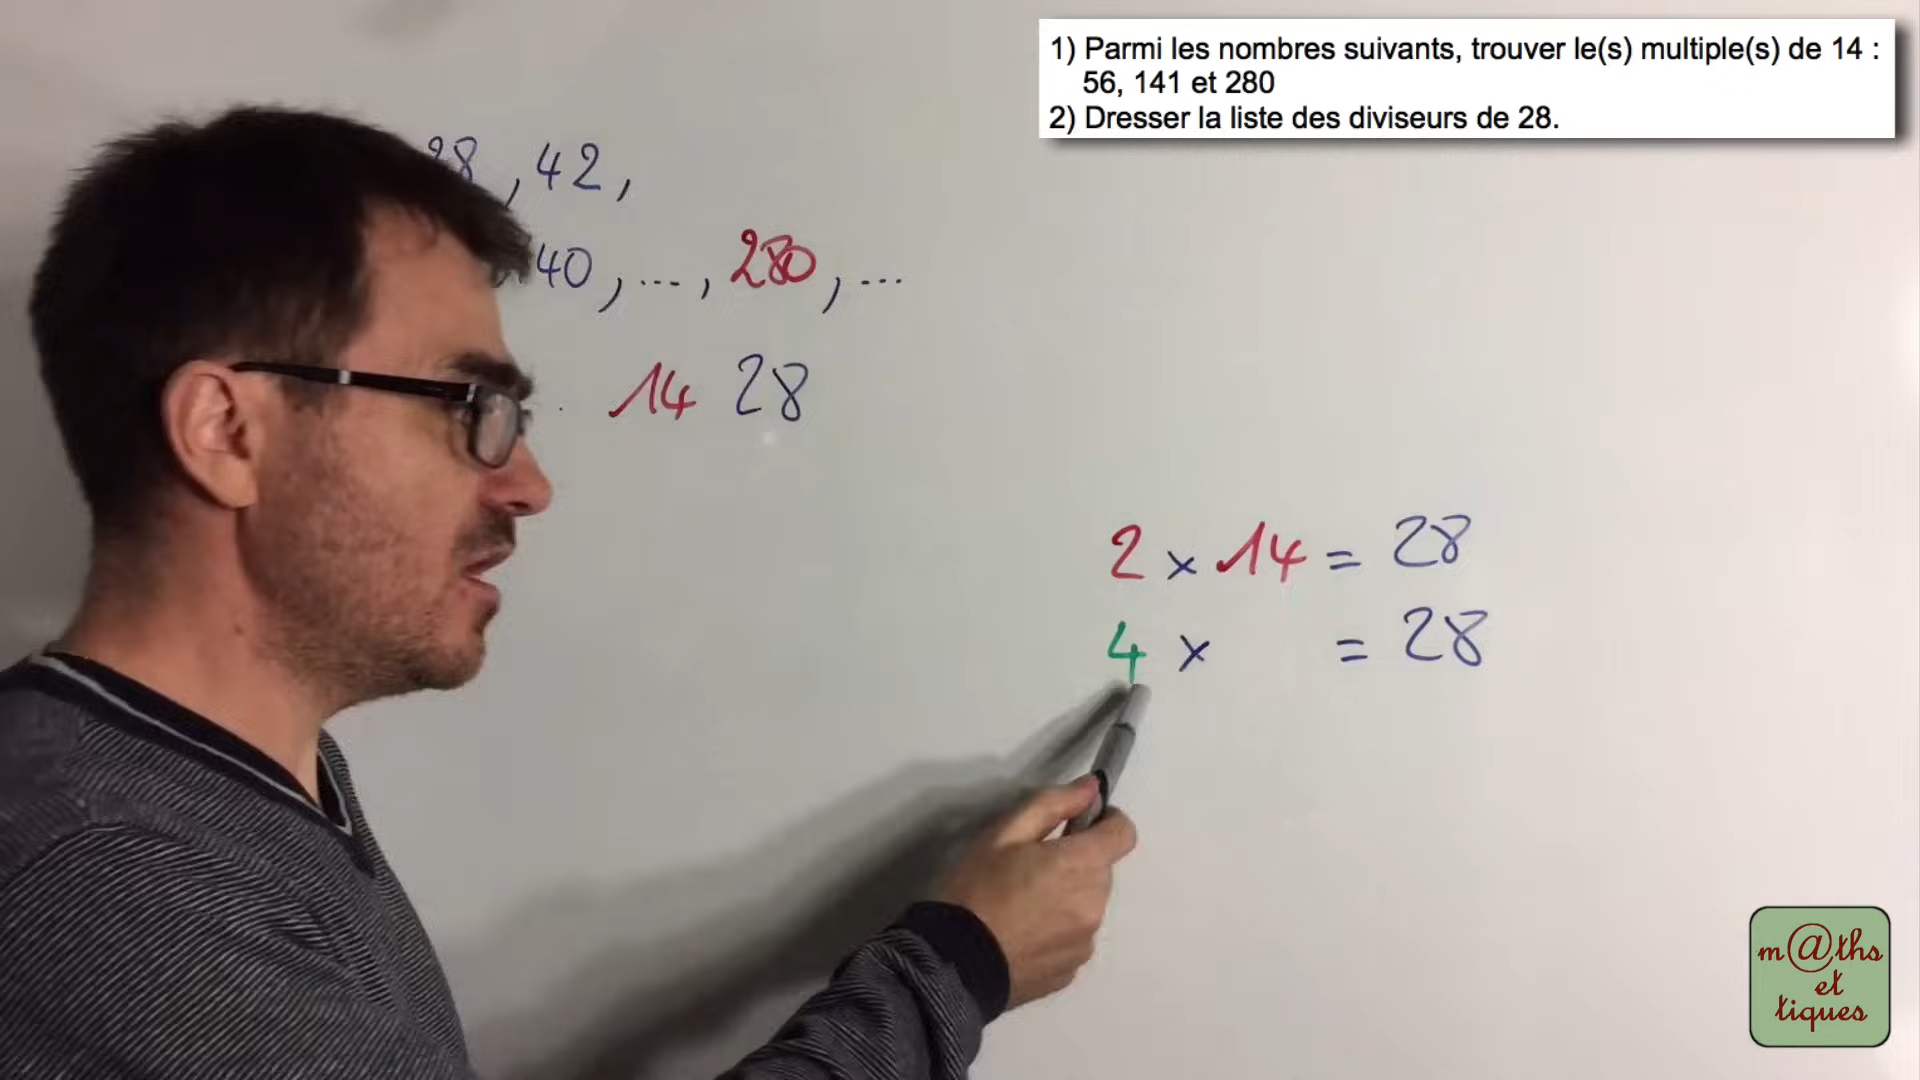 1) Parmi les nombres suivants, trouver le(s) multiple(s) de 14 :
56, 141 et 280
2) Dresser la liste des diviseurs de 28.
28, 42,
40, ..., 280, ...
14 28
2 x 14 = 28
4 x = 28
m@ths
et
tiques